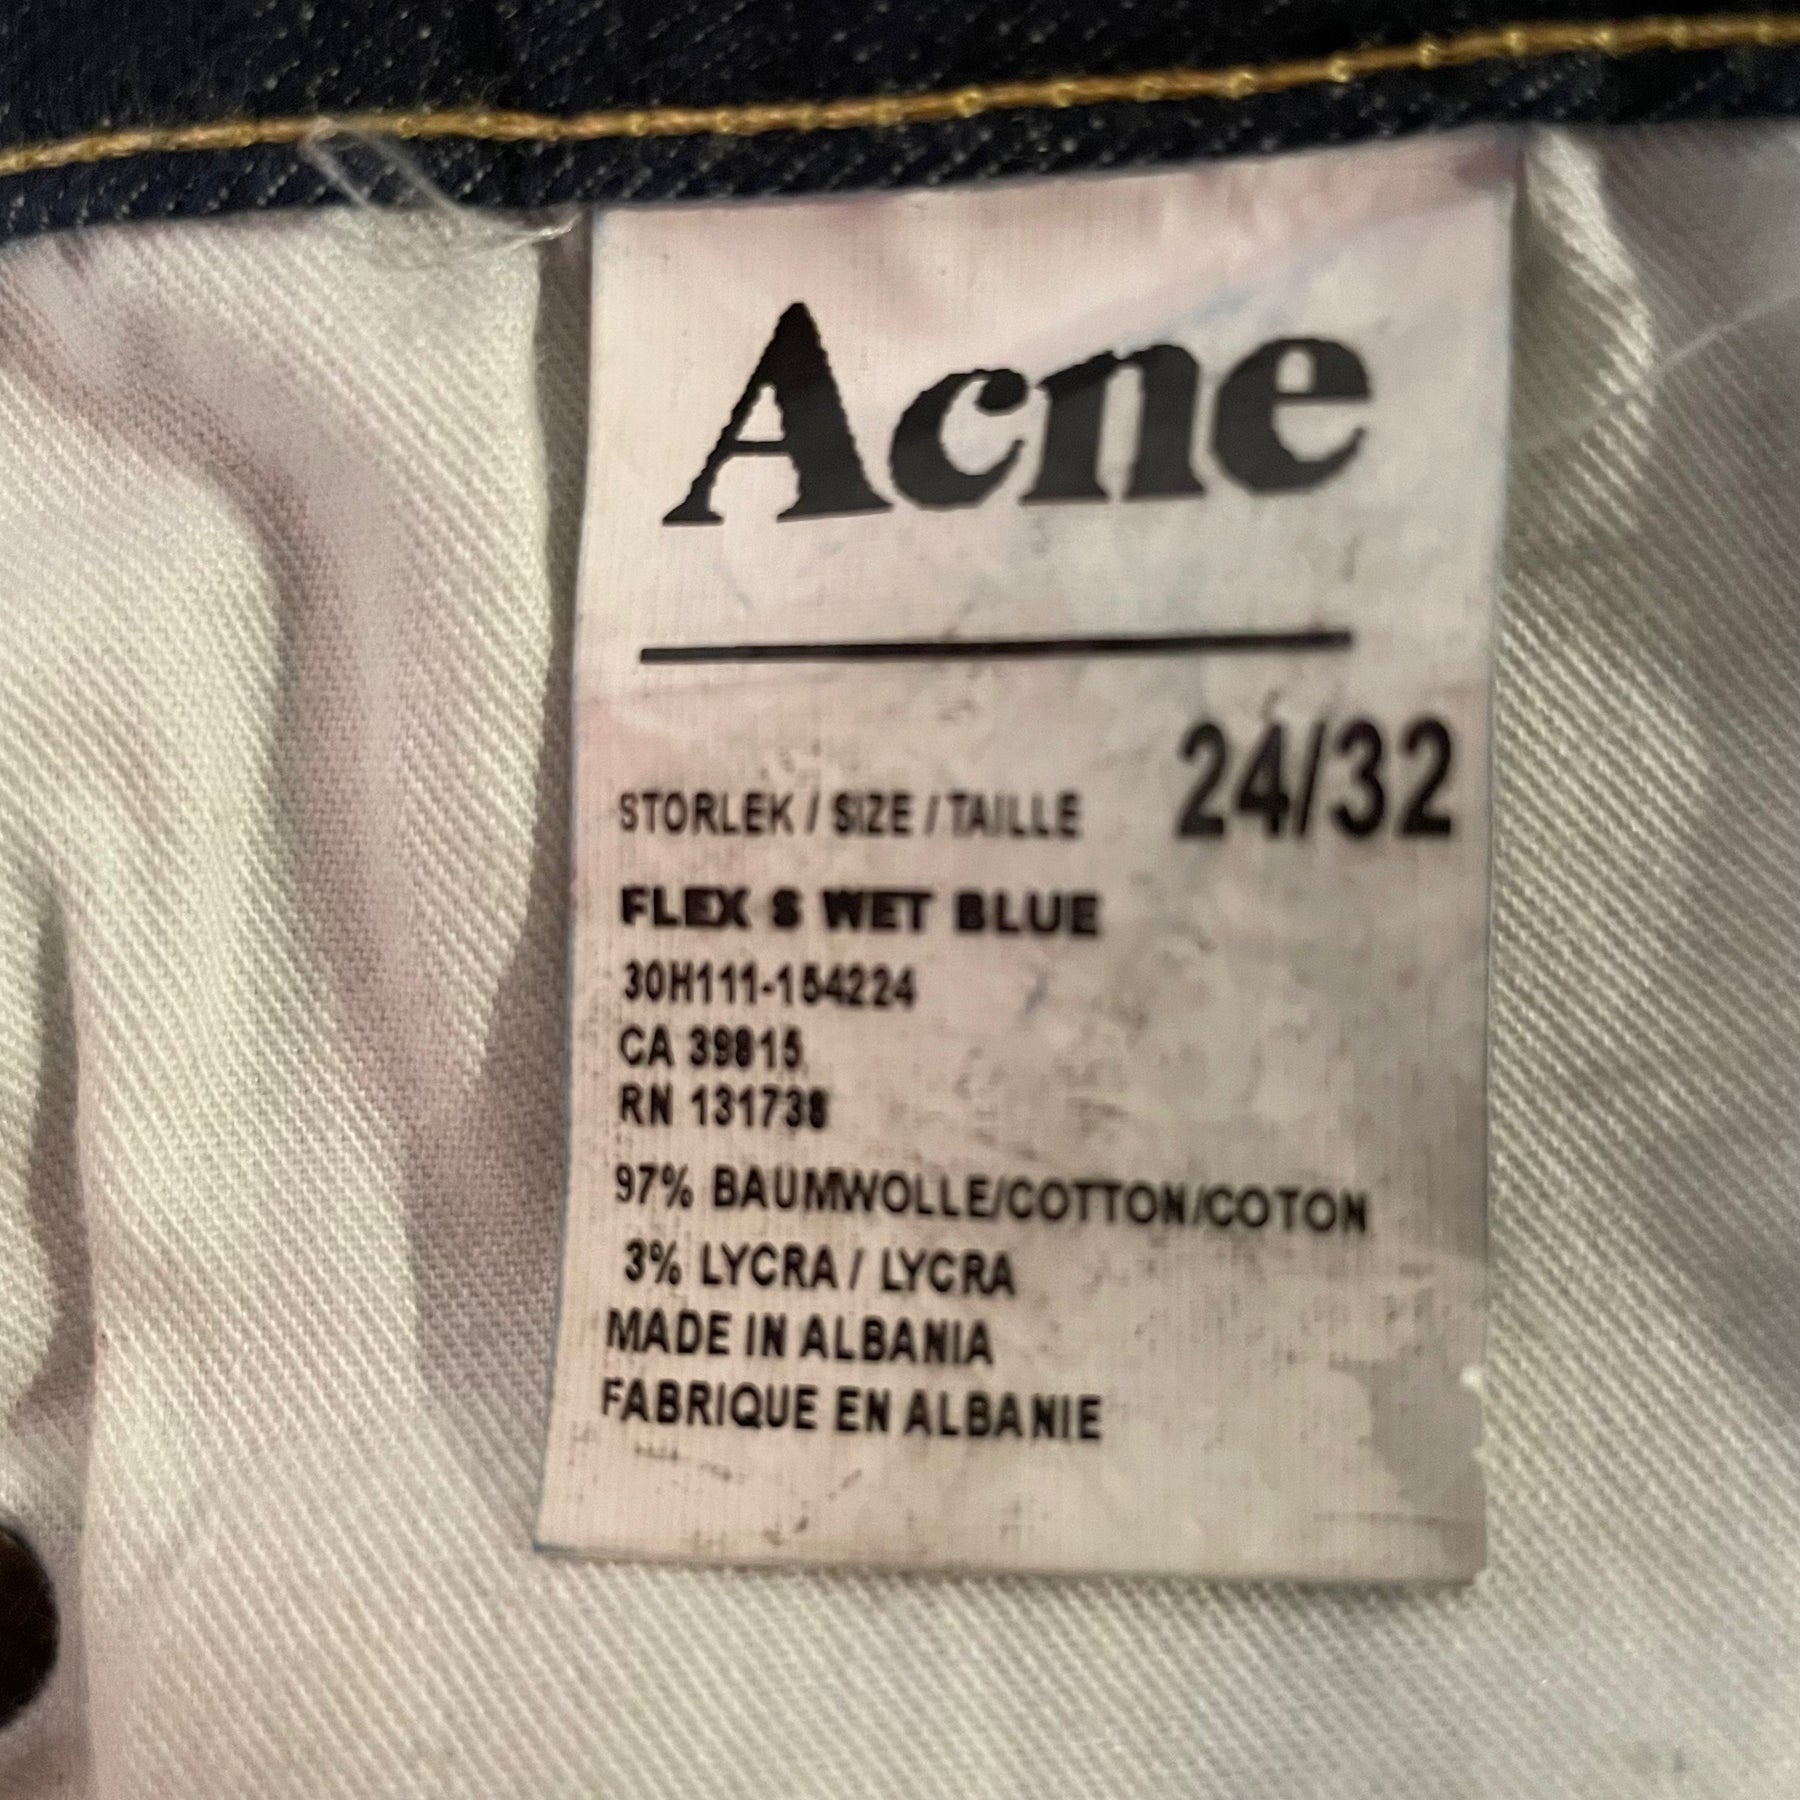 Acne
STORLEK / SIZE / TAILLE 24/32
FLEX S WET BLUE
30H111-154224
CA 39815
RN 131738
97% BAUMWOLLE/COTTON/COTON
3% LYCRA / LYCRA
MADE IN ALBANIA
FABRIQUE EN ALBANIE